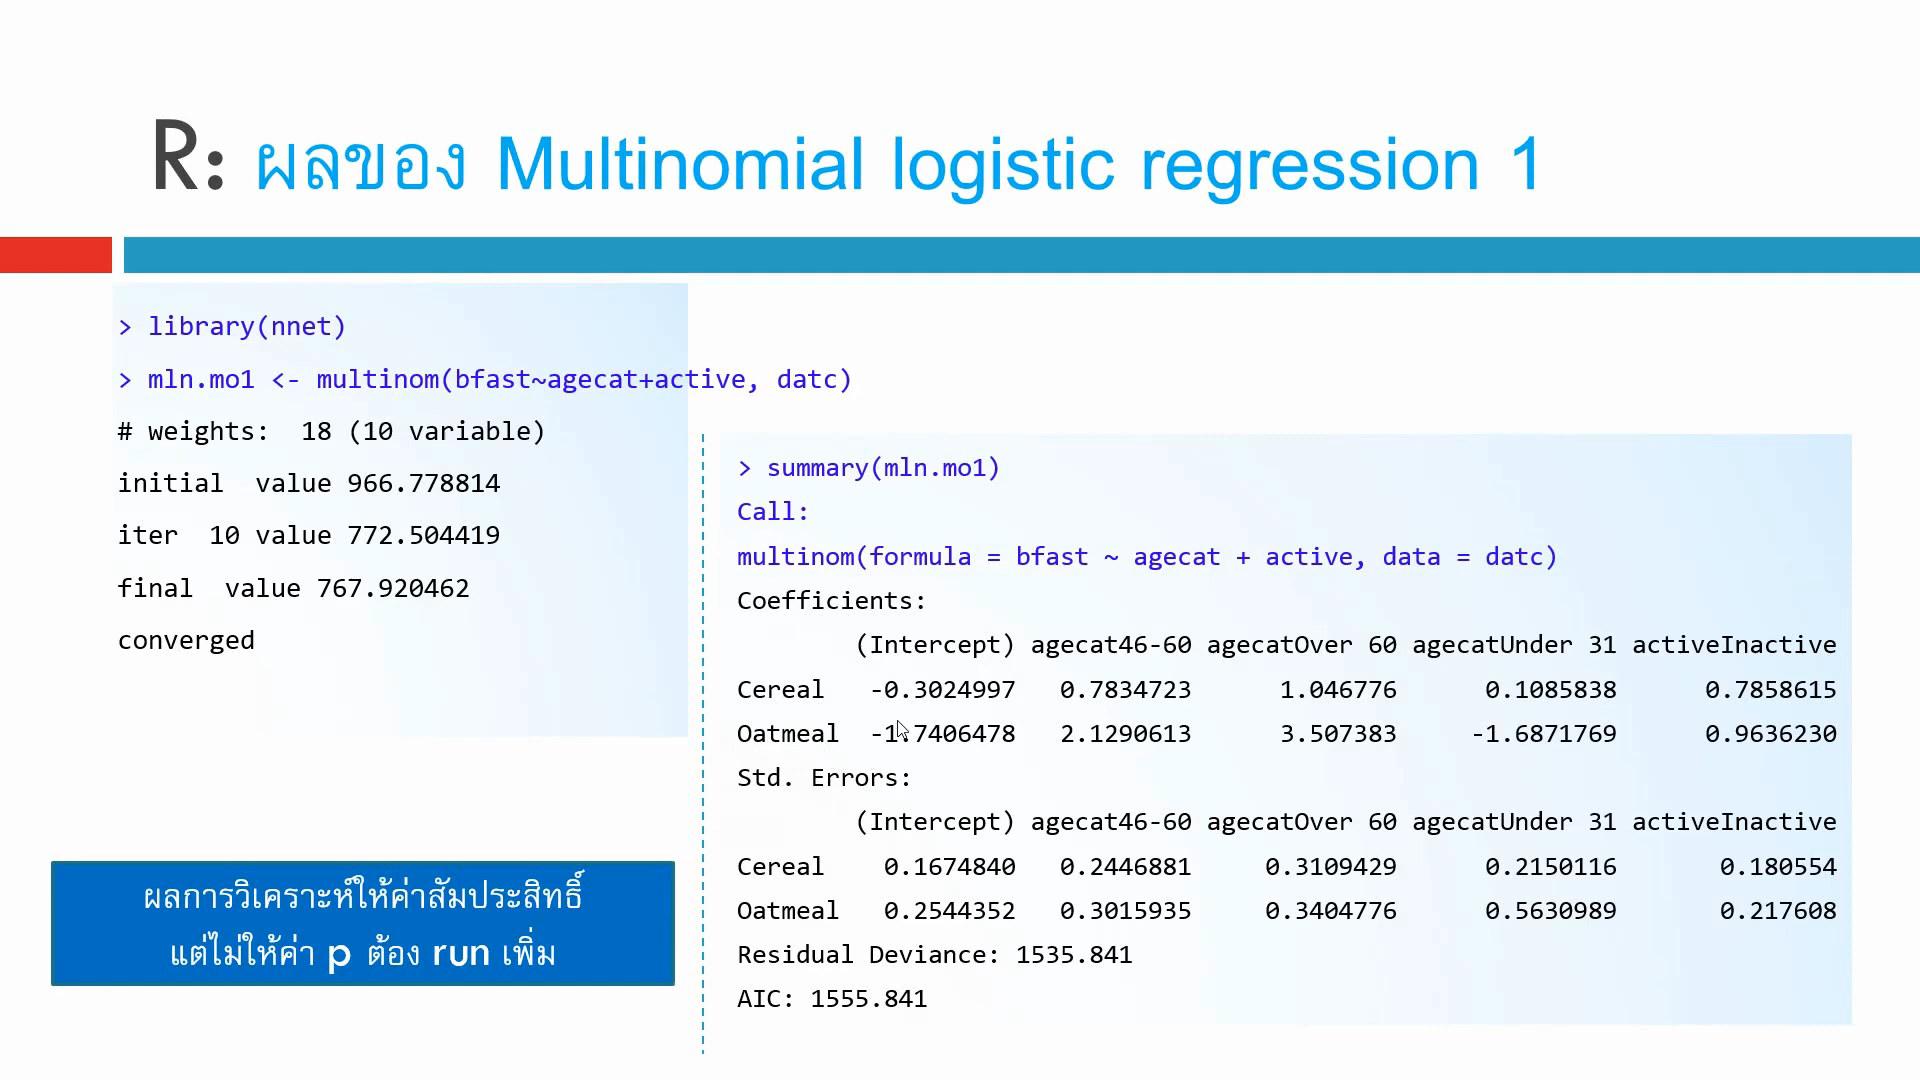 R: ผลของ Multinomial logistic regression 1
> library(nnet)
> mln.mo1 <- multinom(bfast~agecat+active, datc)
# weights:  18 (10 variable)
initial  value 966.778814
iter  10 value 772.504419
final  value 767.920462
converged
> summary(mln.mo1)
Call:
multinom(formula = bfast ~ agecat + active, data = datc)
Coefficients:
(Intercept) agecat46-60 agecatOver 60 agecatUnder 31 activeInactive
Cereal -0.3024997 0.7834723 1.046776 0.1085838 0.7858615
Oatmeal -1.7406478 2.1290613 3.507383 -1.6871769 0.9636230
Std. Errors:
(Intercept) agecat46-60 agecatOver 60 agecatUnder 31 activeInactive
Cereal 0.1674840 0.2446881 0.3109429 0.2150116 0.180554
Oatmeal 0.2544352 0.3015935 0.3404776 0.5630989 0.217608
Residual Deviance: 1535.841
AIC: 1555.841
ผลการวิเคราะห์ให้ค่าสัมประสิทธิ์
แต่ไม่ให้ค่า p ต้อง run เพิ่ม